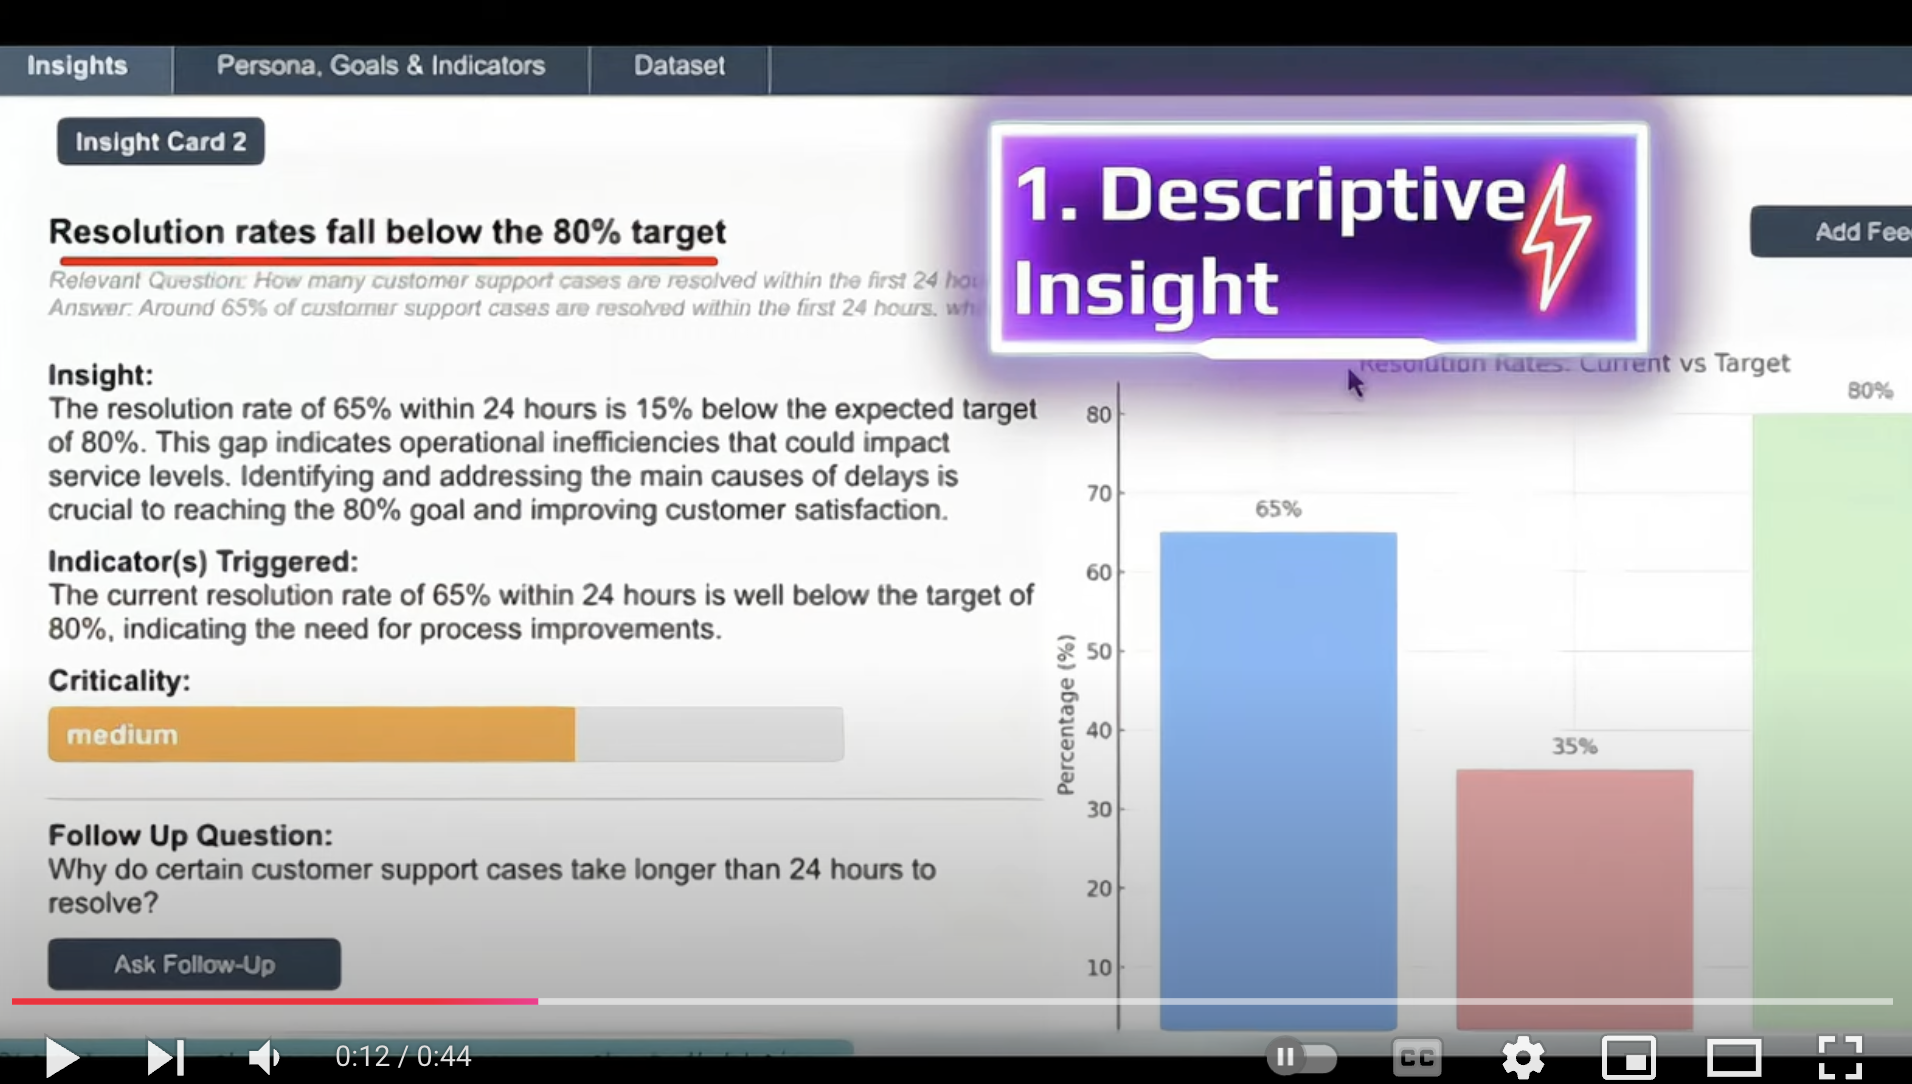 Insights
Persona, Goals & Indicators
Dataset
Insight Card 2
1. Descriptive
Insight
Add
Resolution rates fall below the 80% target
Relevant Question: How many customer support cases are resolved within the first 24
Answer: Around 65% of customer support cases are resolved within the first 24 hours,
Insight:
The resolution rate of 65% within 24 hours is 15% below the expected target
of 80%. This gap indicates operational inefficiencies that could impact
service levels. Identifying and addressing the main causes of delays is
crucial to reaching the 80% goal and improving customer satisfaction.
Indicator(s) Triggered:
The current resolution rate of 65% within 24 hours is well below the target of
80%, indicating the need for process improvements.
Criticality:
medium
Follow Up Question:
Why do certain customer support cases take longer than 24 hours to
resolve?
Ask Follow-Up
Resolution Rates: Current vs Target
Percentage (%)
80
70
60
50
40
30
20
10
65%
35%
80%
0:12 / 0:44
CC